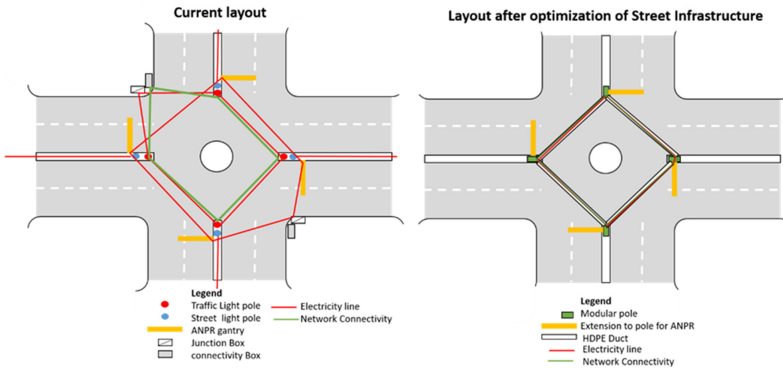 Current layout
Legend
Traffic Light pole
Street light pole
ANPR gantry
Junction Box
connectivity Box
Electricity line
Network Connectivity
Layout after optimization of Street Infrastructure
Legend
Modular pole
Extension to pole for ANPR
HDPE Duct
Electricity line
Network Connectivity